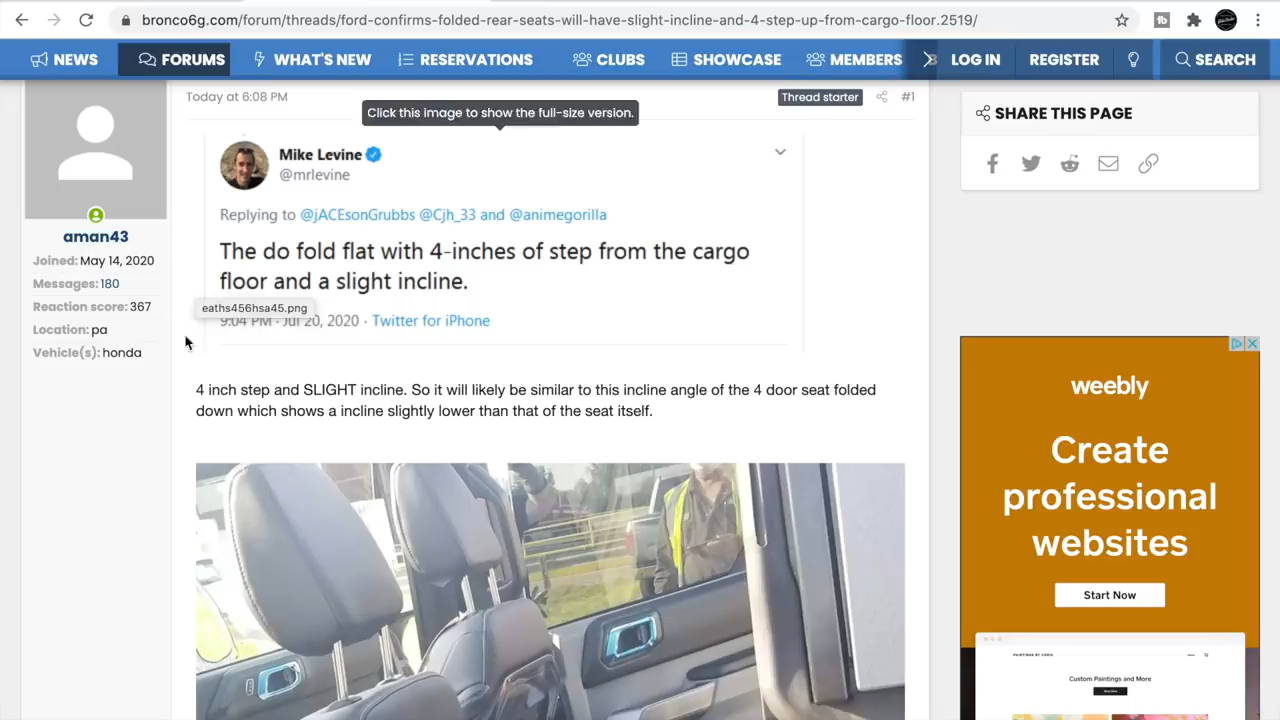 bronco6g.com/forum/threads/ford-confirms-folded-rear-seats-will-have-slight-incline-and-4-step-up-from-cargo-floor.2519/
NEWS
FORUMS
WHAT'S NEW
RESERVATIONS
CLUBS
SHOWCASE
MEMBERS
LOG IN
REGISTER
SEARCH
Today at 6:08 PM
Thread starter
#1
Click this image to show the full-size version.
aman43
Joined: May 14, 2020
Messages: 180
Reaction score: 367
Location: pa
Vehicle(s): honda
Mike Levine
@mrlevine
Replying to @jACEsonGrubbs @Cjh_33 and @animegorilla
The do fold flat with 4-inches of step from the cargo
floor and a slight incline.
eaths456hsa45.png
9:04 PM · Jul 20, 2020 · Twitter for iPhone
4 inch step and SLIGHT incline. So it will likely be similar to this incline angle of the 4 door seat folded
down which shows a incline slightly lower than that of the seat itself.
SHARE THIS PAGE
weebly
Create
professional
websites
Start Now
Custom Paintings and More